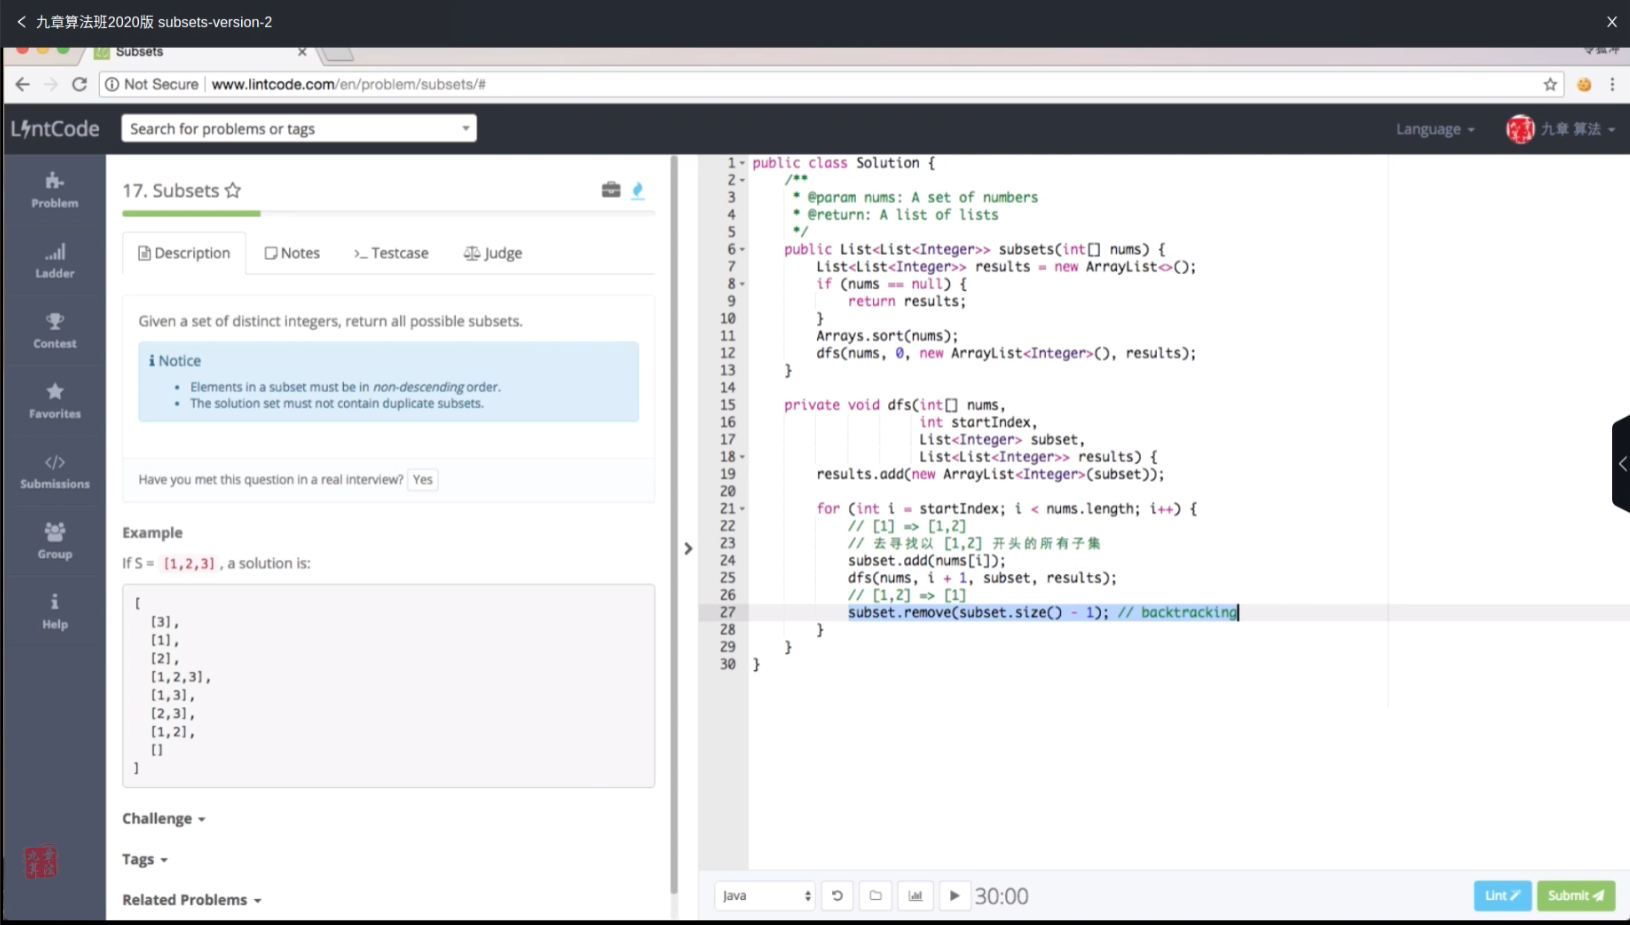 九章算法班2020版 subsets-version-2
Subsets
Not Secure www.lintcode.com/en/problem/subsets/#
LintCode
Search for problems or tags
Language
九章 算法
Problem
Ladder
Contest
Favorites
Submissions
Group
Help
17. Subsets
Description
Notes
Testcase
Judge
Given a set of distinct integers, return all possible subsets.
Notice
• Elements in a subset must be in non-descending order.
• The solution set must not contain duplicate subsets.
Have you met this question in a real interview? Yes
Example
If S = [1,2,3] , a solution is:
[
[3],
[1],
[2],
[1,2,3],
[1,3],
[2,3],
[1,2],
[]
]
Challenge
Tags
Related Problems
1 public class Solution {
2 /**
3 * @param nums: A set of numbers
4 * @return: A list of lists
5 */
6 public List<List<Integer>> subsets(int[] nums) {
7 List<List<Integer>> results = new ArrayList<>();
8 if (nums == null) {
9 return results;
10 }
11 Arrays.sort(nums);
12 dfs(nums, 0, new ArrayList<Integer>(), results);
13 }
14
15 private void dfs(int[] nums,
16 int startIndex,
17 List<Integer> subset,
18 List<List<Integer>> results) {
19 results.add(new ArrayList<Integer>(subset));
20
21 for (int i = startIndex; i < nums.length; i++) {
22 // [1] => [1,2]
23 // 去寻找以 [1,2] 开头的所有子集
24 subset.add(nums[i]);
25 dfs(nums, i + 1, subset, results);
26 // [1,2] => [1]
27 subset.remove(subset.size() - 1); // backtracking
28 }
29 }
30 }
Java
30:00
Lint
Submit